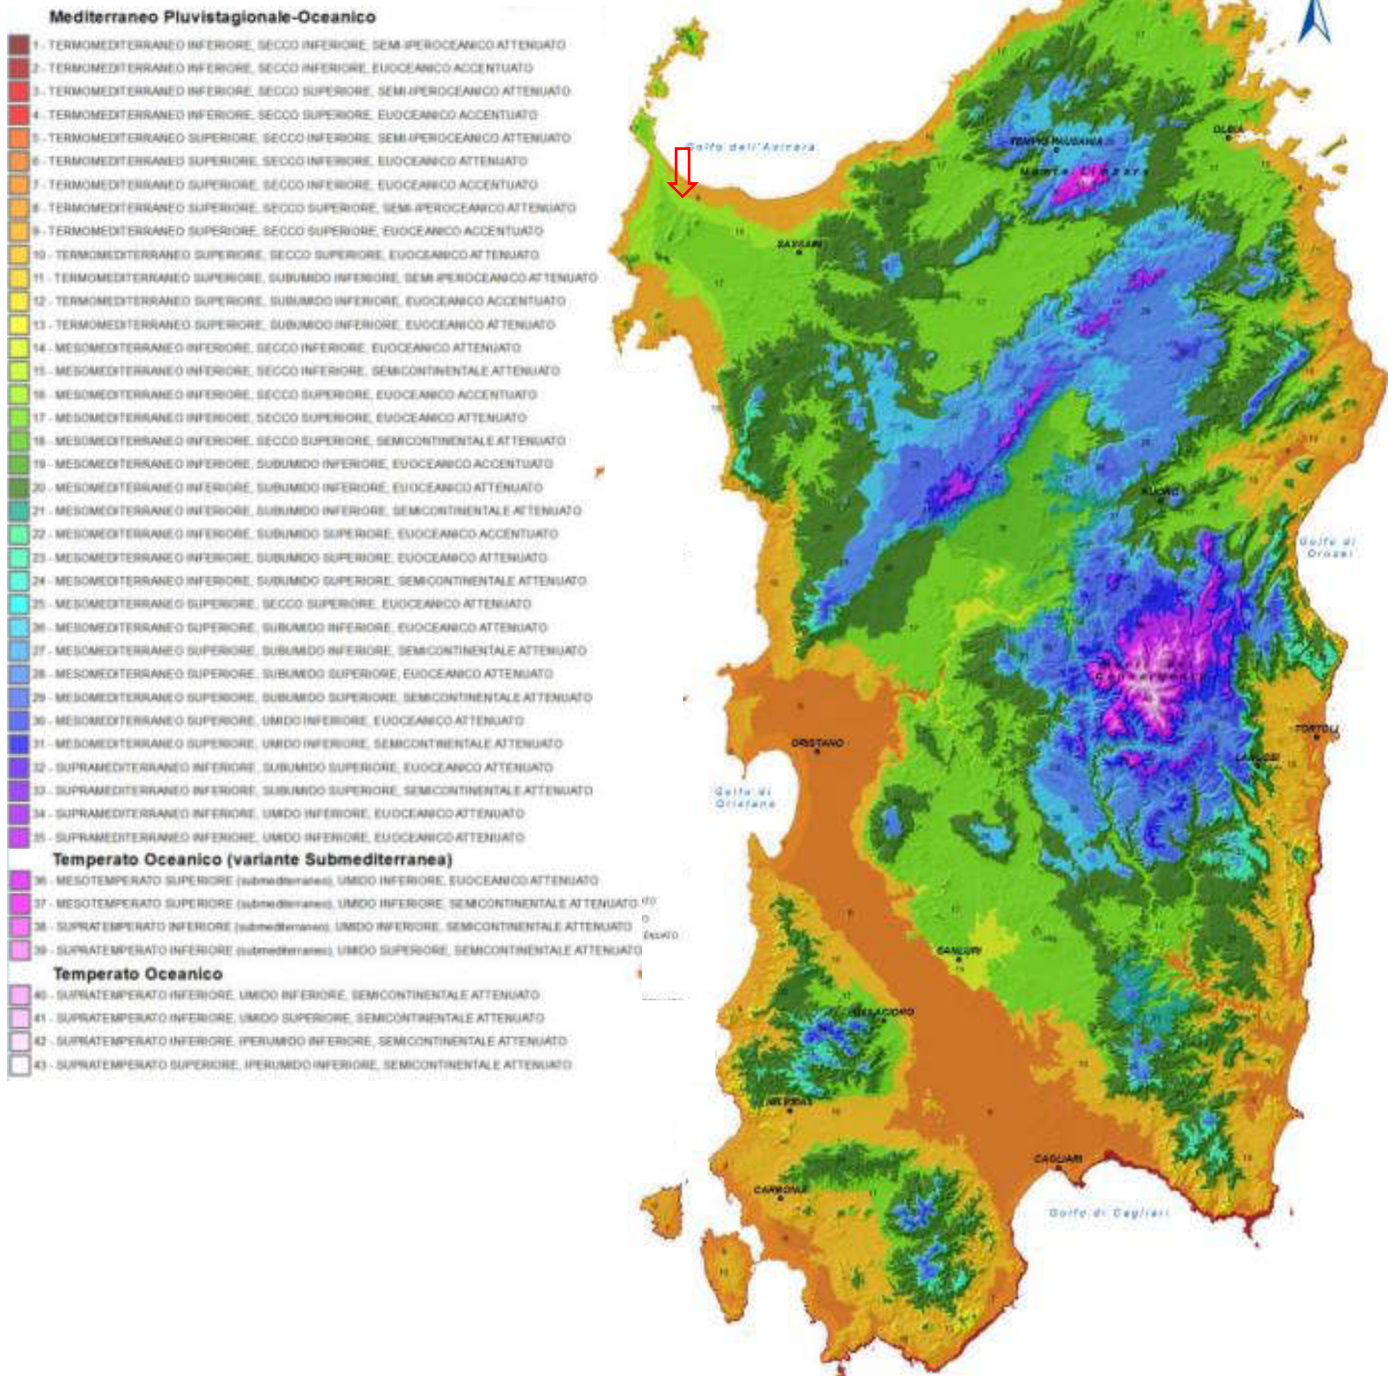 Mediterraneo Pluvistagionale-Oceanico
1 - TERMOMEDITERRANEO INFERIORE, SECCO INFERIORE, SEMI-IPEROCEANICO ATTENUATO
2 - TERMOMEDITERRANEO INFERIORE, SECCO INFERIORE, EUOCEANICO ACCENTUATO
3 - TERMOMEDITERRANEO INFERIORE, SECCO SUPERIORE, SEMI-IPEROCEANICO ATTENUATO
4 - TERMOMEDITERRANEO INFERIORE, SECCO SUPERIORE, EUOCEANICO ACCENTUATO
5 - TERMOMEDITERRANEO SUPERIORE, SECCO INFERIORE, SEMI-IPEROCEANICO ATTENUATO
6 - TERMOMEDITERRANEO SUPERIORE, SECCO INFERIORE, EUOCEANICO ATTENUATO
7 - TERMOMEDITERRANEO SUPERIORE, SECCO INFERIORE, EUOCEANICO ACCENTUATO
8 - TERMOMEDITERRANEO SUPERIORE, SECCO SUPERIORE, SEMI-IPEROCEANICO ATTENUATO
9 - TERMOMEDITERRANEO SUPERIORE, SECCO SUPERIORE, EUOCEANICO ACCENTUATO
10 - TERMOMEDITERRANEO SUPERIORE, SECCO SUPERIORE, EUOCEANICO ATTENUATO
11 - TERMOMEDITERRANEO SUPERIORE, SUBUMIDO INFERIORE, SEMI-IPEROCEANICO ATTENUATO
12 - TERMOMEDITERRANEO SUPERIORE, SUBUMIDO INFERIORE, EUOCEANICO ACCENTUATO
13 - TERMOMEDITERRANEO SUPERIORE, SUBUMIDO INFERIORE, EUOCEANICO ATTENUATO
14 - MESOMEDITERRANEO INFERIORE, SECCO INFERIORE, EUOCEANICO ATTENUATO
15 - MESOMEDITERRANEO INFERIORE, SECCO INFERIORE, SEMICONTINENTALE ATTENUATO
16 - MESOMEDITERRANEO INFERIORE, SECCO SUPERIORE, EUOCEANICO ACCENTUATO
17 - MESOMEDITERRANEO INFERIORE, SECCO SUPERIORE, EUOCEANICO ATTENUATO
18 - MESOMEDITERRANEO INFERIORE, SECCO SUPERIORE, SEMICONTINENTALE ATTENUATO
19 - MESOMEDITERRANEO INFERIORE, SUBUMIDO INFERIORE, EUOCEANICO ACCENTUATO
20 - MESOMEDITERRANEO INFERIORE, SUBUMIDO INFERIORE, EUOCEANICO ATTENUATO
21 - MESOMEDITERRANEO INFERIORE, SUBUMIDO INFERIORE, SEMICONTINENTALE ATTENUATO
22 - MESOMEDITERRANEO INFERIORE, SUBUMIDO SUPERIORE, EUOCEANICO ACCENTUATO
23 - MESOMEDITERRANEO INFERIORE, SUBUMIDO SUPERIORE, EUOCEANICO ATTENUATO
24 - MESOMEDITERRANEO INFERIORE, SUBUMIDO SUPERIORE, SEMICONTINENTALE ATTENUATO
25 - MESOMEDITERRANEO SUPERIORE, SECCO SUPERIORE, EUOCEANICO ATTENUATO
26 - MESOMEDITERRANEO SUPERIORE, SUBUMIDO INFERIORE, EUOCEANICO ATTENUATO
27 - MESOMEDITERRANEO SUPERIORE, SUBUMIDO INFERIORE, SEMICONTINENTALE ATTENUATO
28 - MESOMEDITERRANEO SUPERIORE, SUBUMIDO SUPERIORE, EUOCEANICO ATTENUATO
29 - MESOMEDITERRANEO SUPERIORE, SUBUMIDO SUPERIORE, SEMICONTINENTALE ATTENUATO
30 - MESOMEDITERRANEO SUPERIORE, UMIDO INFERIORE, EUOCEANICO ATTENUATO
31 - MESOMEDITERRANEO SUPERIORE, UMIDO INFERIORE, SEMICONTINENTALE ATTENUATO
32 - SUPRAMEDITERRANEO INFERIORE, SUBUMIDO SUPERIORE, EUOCEANICO ATTENUATO
33 - SUPRAMEDITERRANEO INFERIORE, SUBUMIDO SUPERIORE, SEMICONTINENTALE ATTENUATO
34 - SUPRAMEDITERRANEO INFERIORE, UMIDO INFERIORE, EUOCEANICO ATTENUATO
35 - SUPRAMEDITERRANEO INFERIORE, UMIDO INFERIORE, EUOCEANICO ATTENUATO
Temperato Oceanico (variante Submediterranea)
36 - MESOTEMPERATO SUPERIORE (submediterraneo), UMIDO INFERIORE, EUOCEANICO ATTENUATO
37 - MESOTEMPERATO SUPERIORE (submediterraneo), UMIDO INFERIORE, SEMICONTINENTALE ATTENUATO
38 - SUPRATEMPERATO INFERIORE (submediterraneo), UMIDO INFERIORE, SEMICONTINENTALE ATTENUATO
39 - SUPRATEMPERATO INFERIORE (submediterraneo), UMIDO SUPERIORE, SEMICONTINENTALE ATTENUATO
Temperato Oceanico
40 - SUPRATEMPERATO INFERIORE, UMIDO INFERIORE, SEMICONTINENTALE ATTENUATO
41 - SUPRATEMPERATO INFERIORE, UMIDO SUPERIORE, SEMICONTINENTALE ATTENUATO
42 - SUPRATEMPERATO INFERIORE, IPERUMIDO INFERIORE, SEMICONTINENTALE ATTENUATO
43 - SUPRATEMPERATO SUPERIORE, IPERUMIDO INFERIORE, SEMICONTINENTALE ATTENUATO
Golfo dell'Asinara
OLBIA
TEMPIO PAUSANIA
Monte Limbara
SASSARI
NUORO
Golfo di
Orosei
ORISTANO
TORTOLI
LANUSEI
Golfo di
Oristano
SANLURI
CARBONIA
CAGLIARI
Golfo di Cagliari